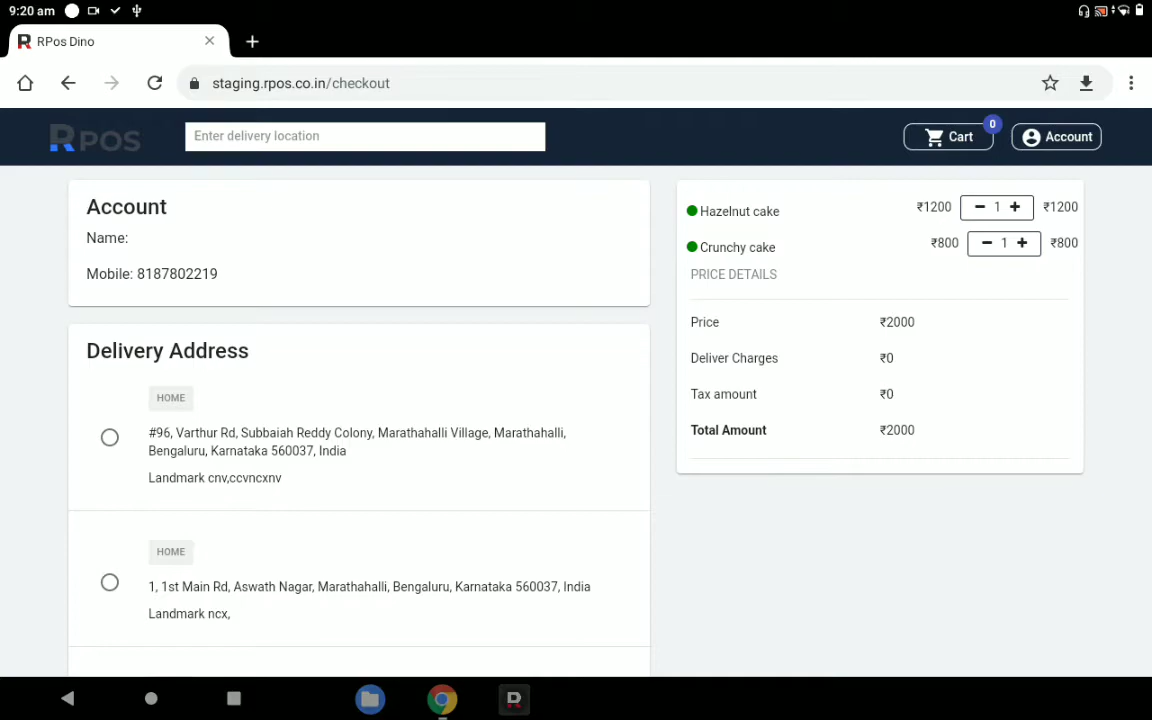 9:20 am
RPos Dino
staging.rpos.co.in/checkout
RPOS
Enter delivery location
Cart
0
Account
Account
Name:
Mobile: 8187802219
Delivery Address
HOME
#96, Varthur Rd, Subbaiah Reddy Colony, Marathahalli Village, Marathahalli,
Bengaluru, Karnataka 560037, India
Landmark cnv,ccvncxnv
HOME
1, 1st Main Rd, Aswath Nagar, Marathahalli, Bengaluru, Karnataka 560037, India
Landmark ncx,
Hazelnut cake ₹1200 − 1 + ₹1200
Crunchy cake ₹800 − 1 + ₹800
PRICE DETAILS
Price ₹2000
Deliver Charges ₹0
Tax amount ₹0
Total Amount ₹2000